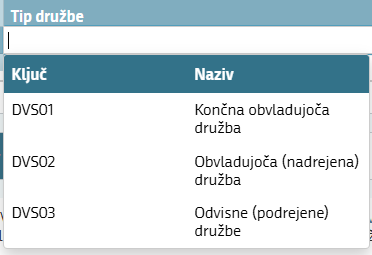 Tip družbe
Ključ Naziv
DVS01 Končna obvladujoča
družba
DVS02 Obvladujoča (nadrejena)
družba
DVS03 Odvisne (podrejene)
družbe